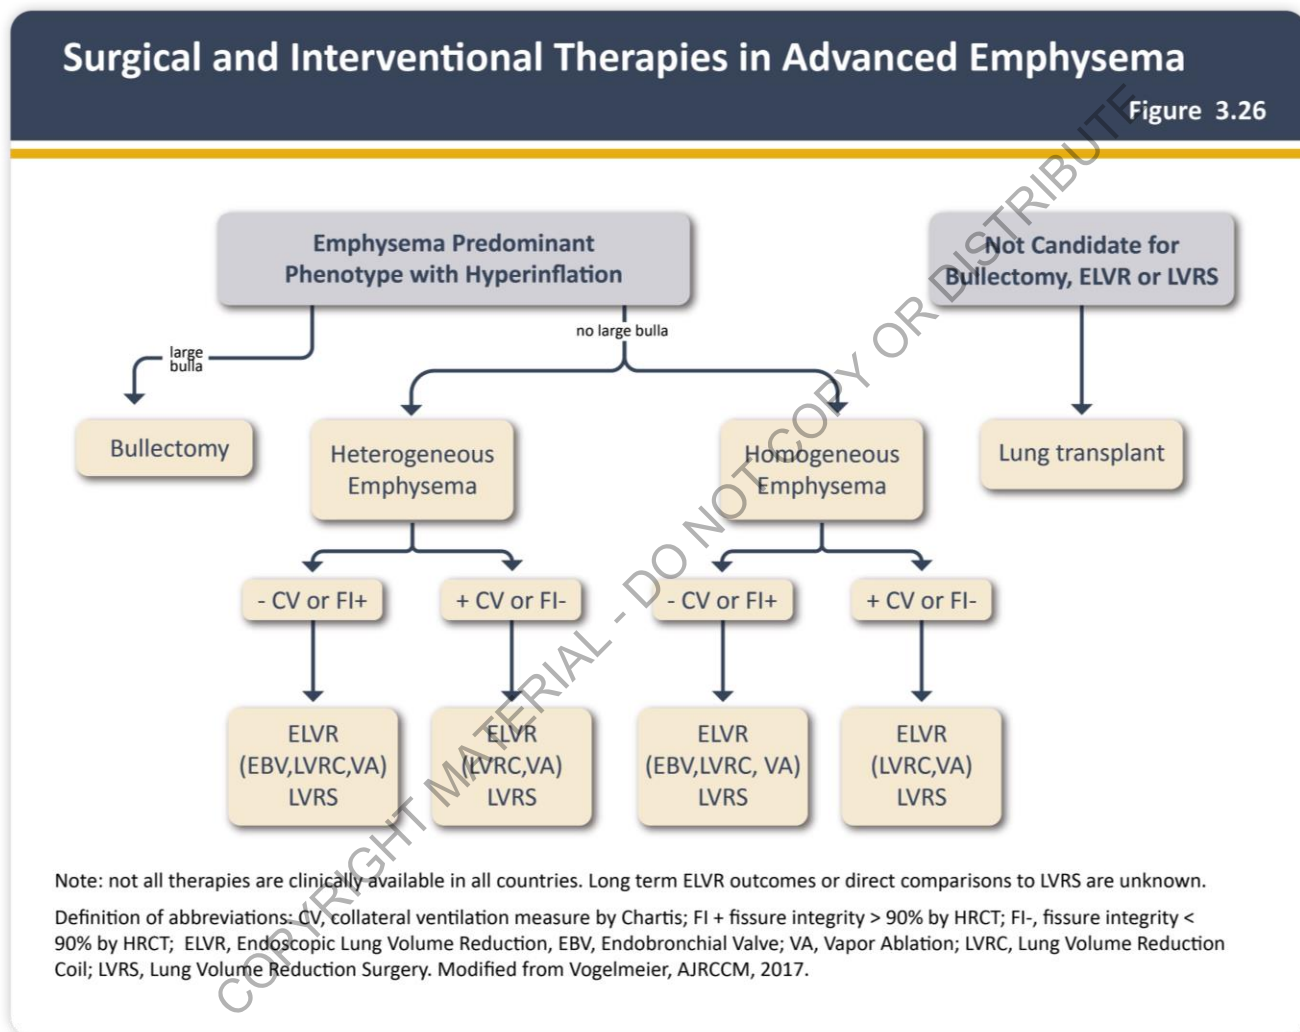 Surgical and Interventional Therapies in Advanced Emphysema
Figure 3.26
Emphysema Predominant
Phenotype with Hyperinflation
Not Candidate for
Bullectomy, ELVR or LVRS
no large bulla
large
bulla
Bullectomy
Heterogeneous
Emphysema
Homogeneous
Emphysema
Lung transplant
- CV or FI+
+ CV or FI-
- CV or FI+
+ CV or FI-
ELVR
(EBV,LVRC,VA)
LVRS
ELVR
(LVRC,VA)
LVRS
ELVR
(EBV,LVRC, VA)
LVRS
ELVR
(LVRC,VA)
LVRS
Note: not all therapies are clinically available in all countries. Long term ELVR outcomes or direct comparisons to LVRS are unknown.
Definition of abbreviations: CV, collateral ventilation measure by Chartis; FI + fissure integrity > 90% by HRCT; FI-, fissure integrity <
90% by HRCT; ELVR, Endoscopic Lung Volume Reduction, EBV, Endobronchial Valve; VA, Vapor Ablation; LVRC, Lung Volume Reduction
Coil; LVRS, Lung Volume Reduction Surgery. Modified from Vogelmeier, AJRCCM, 2017.
COPYRIGHT MATERIAL - DO NOT COPY OR DISTRIBUTE